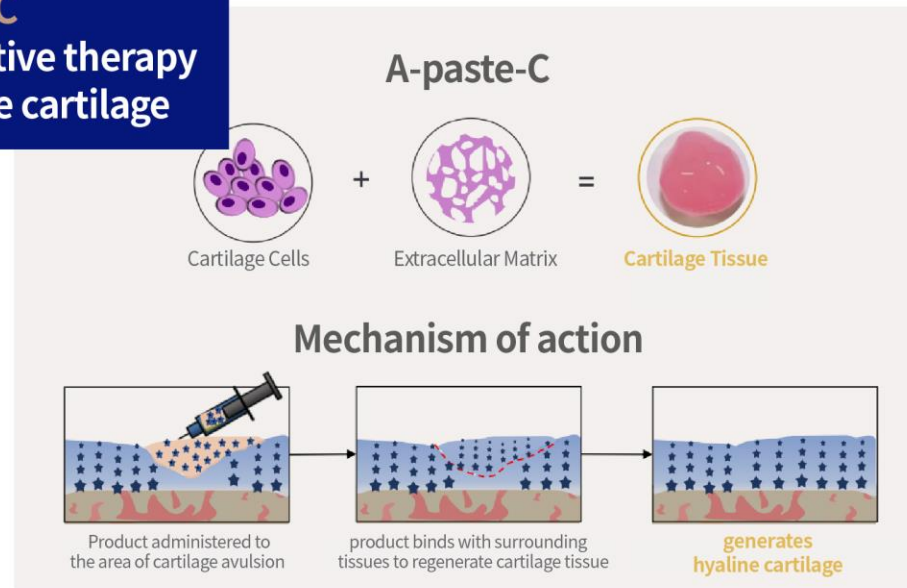 C
tive therapy
e cartilage
A-paste-C
+
=
Cartilage Cells
Extracellular Matrix
Cartilage Tissue
Mechanism of action
Product administered to
the area of cartilage avulsion
product binds with surrounding
tissues to regenerate cartilage tissue
generates
hyaline cartilage